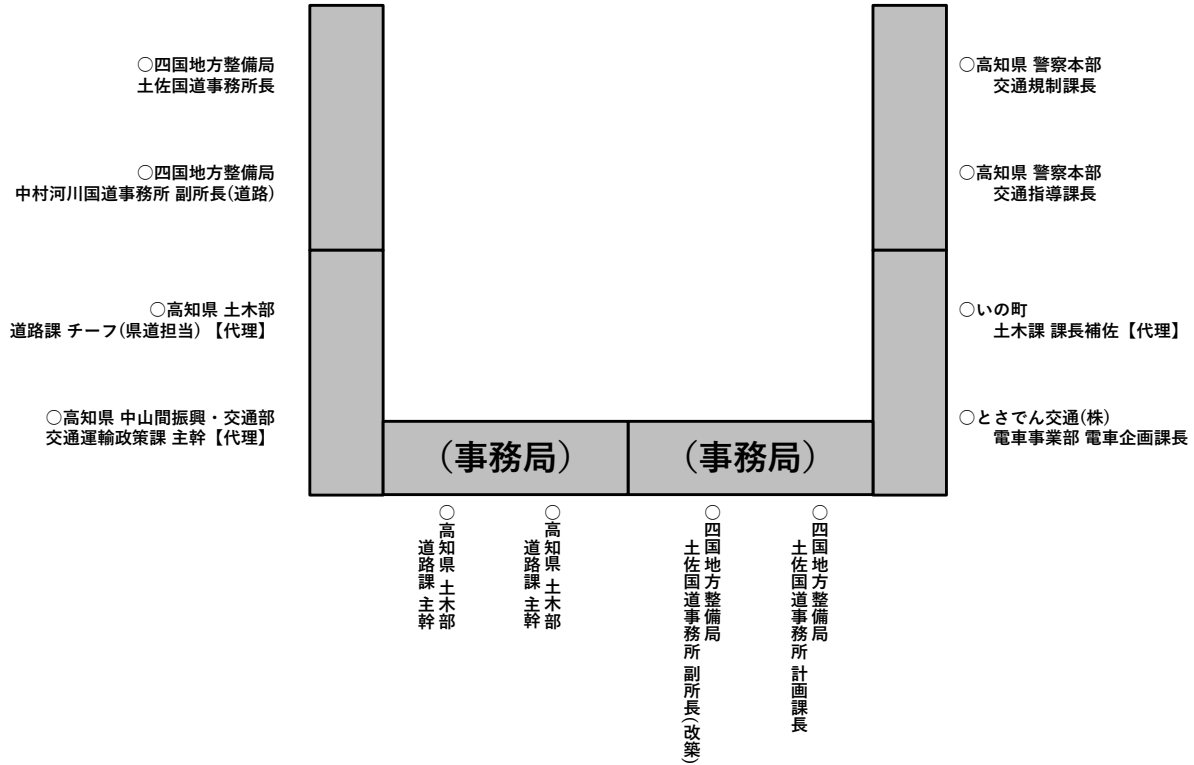 ○四国地方整備局
土佐国道事務所長
○四国地方整備局
中村河川国道事務所 副所長(道路)
○高知県 土木部
道路課 チーフ(県道担当) 【代理】
○高知県 中山間振興・交通部
交通運輸政策課 主幹【代理】
○高知県 警察本部
交通規制課長
○高知県 警察本部
交通指導課長
○いの町
土木課 課長補佐【代理】
○とさでん交通(株)
電車事業部 電車企画課長
（事務局）
（事務局）
○四国地方整備局
土佐国道事務所 計画課長
○四国地方整備局
土佐国道事務所 副所長(改築)
○高知県 土木部
道路課 主幹
○高知県 土木部
道路課 主幹